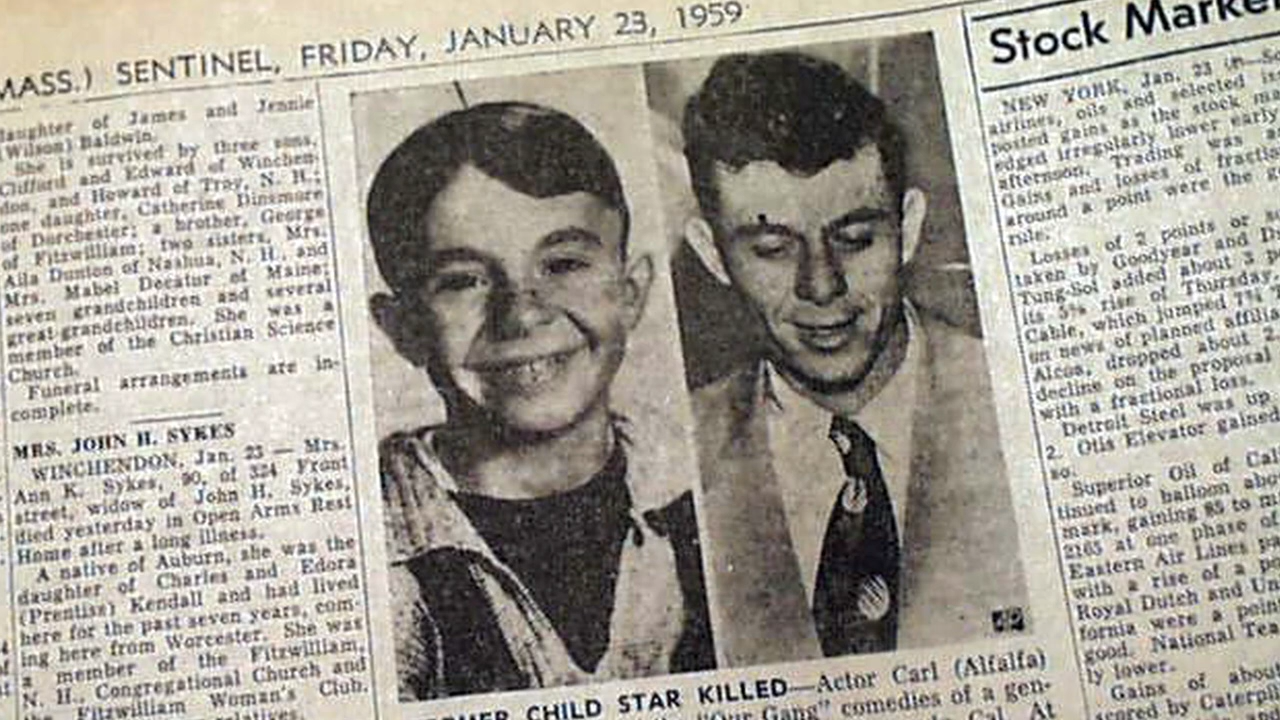 MASS.) SENTINEL, FRIDAY, JANUARY 23, 1959
daughter of James and Jennie
(Wilson) Baldwin.
She is survived by three sons,
Clifford and Edward of Winchen-
don, and Howard of Troy, N. H.;
one daughter, Catherine Dinsmore
of Dorchester; a brother, George
of Fitzwilliam; two sisters, Mrs.
Aila Dunton of Nashua, N. H. and
Mrs. Mabel Decator of Maine;
seven grandchildren and several
great-grandchildren. She was a
member of the Christian Science
Church.
Funeral arrangements are in-
complete.
MRS. JOHN H. SYKES
WINCHENDON, Jan. 23 — Mrs.
Ann K. Sykes, 90, of 324 Front
street, widow of John H. Sykes,
died yesterday in Open Arms Rest
Home after a long illness.
A native of Auburn, she was the
daughter of Charles and Edora
(Prentiss) Kendall and had lived
here for the past seven years, com-
ing here from Worcester. She was
a member of the Fitzwilliam,
N. H., Congregational Church and
the Fitzwilliam Woman's Club.
relatives.
CHILD STAR KILLED—Actor Carl (Alfalfa)
"Our Gang" comedies of a gen-
Cal. At
Stock Marke
NEW YORK, Jan. 23
airlines, oils and selected
posted gains as the stock
edged irregularly lower early
afternoon. Trading was
Gains and losses of fractio
around a point were the
rule.
Losses of 2 points or
taken by Goodyear and
Tung-Sol added about 3
its 5⅝ rise of Thursday.
Cable, which jumped 7¼
on news of planned affilia
Alcoa, dropped about 2
decline on the proposal
with a fractional loss.
Detroit Steel was up
2. Otis Elevator gained
so.
Superior Oil of Cali
tinued to balloon abo
mark, gaining 85 to
2165 at one phase of
Eastern Air Lines
with a rise of a po
Royal Dutch and Un
fornia were a poin
good. National Tea
ly lower.
Gains of abou
scored by Caterpil